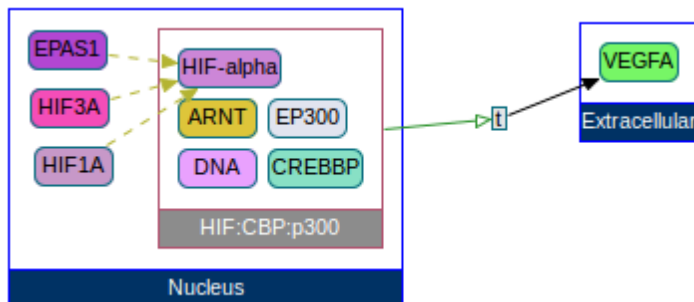 EPAS1
HIF3A
HIF1A
HIF-alpha
ARNT
EP300
DNA
CREBBP
HIF:CBP:p300
Nucleus
t
VEGFA
Extracellular